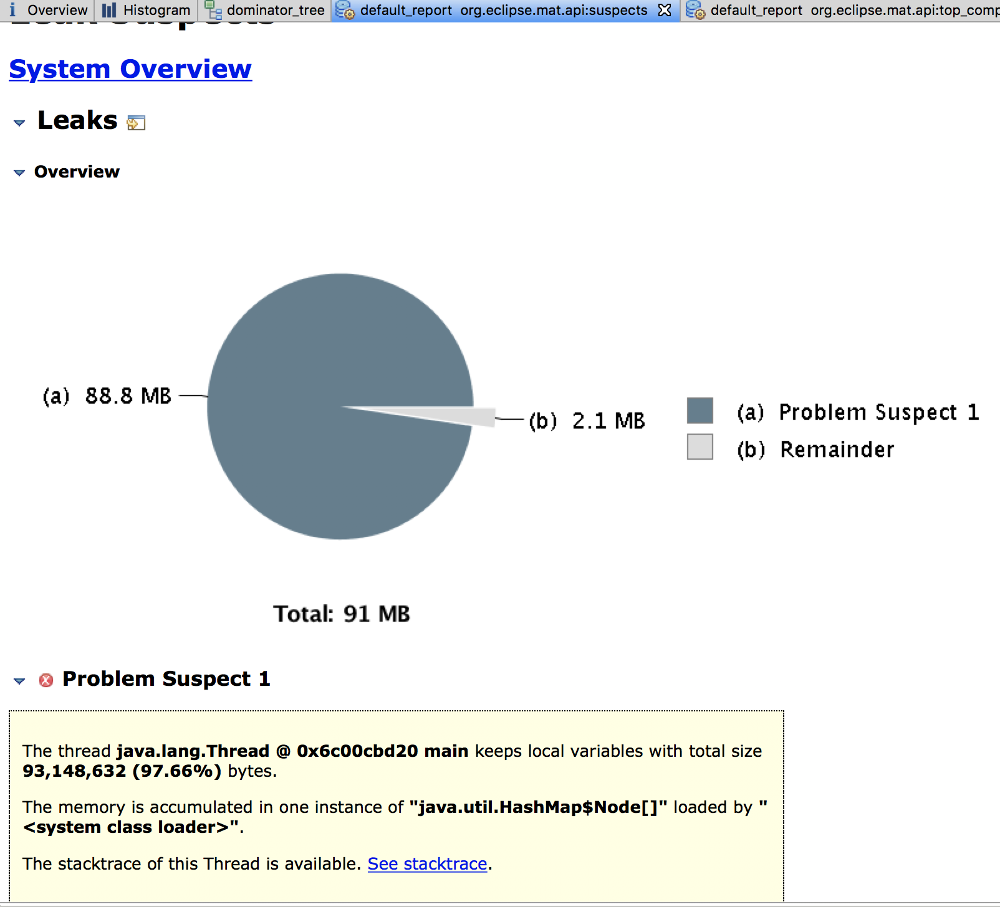 Overview Histogram dominator_tree default_report org.eclipse.mat.api:suspects default_report org.eclipse.mat.api:top_comp
Leak Suspects
System Overview
Leaks
Overview
(a) 88.8 MB
(b) 2.1 MB
(a) Problem Suspect 1
(b) Remainder
Total: 91 MB
Problem Suspect 1
The thread java.lang.Thread @ 0x6c00cbd20 main keeps local variables with total size
93,148,632 (97.66%) bytes.
The memory is accumulated in one instance of "java.util.HashMap$Node[]" loaded by "
<system class loader>".
The stacktrace of this Thread is available. See stacktrace.